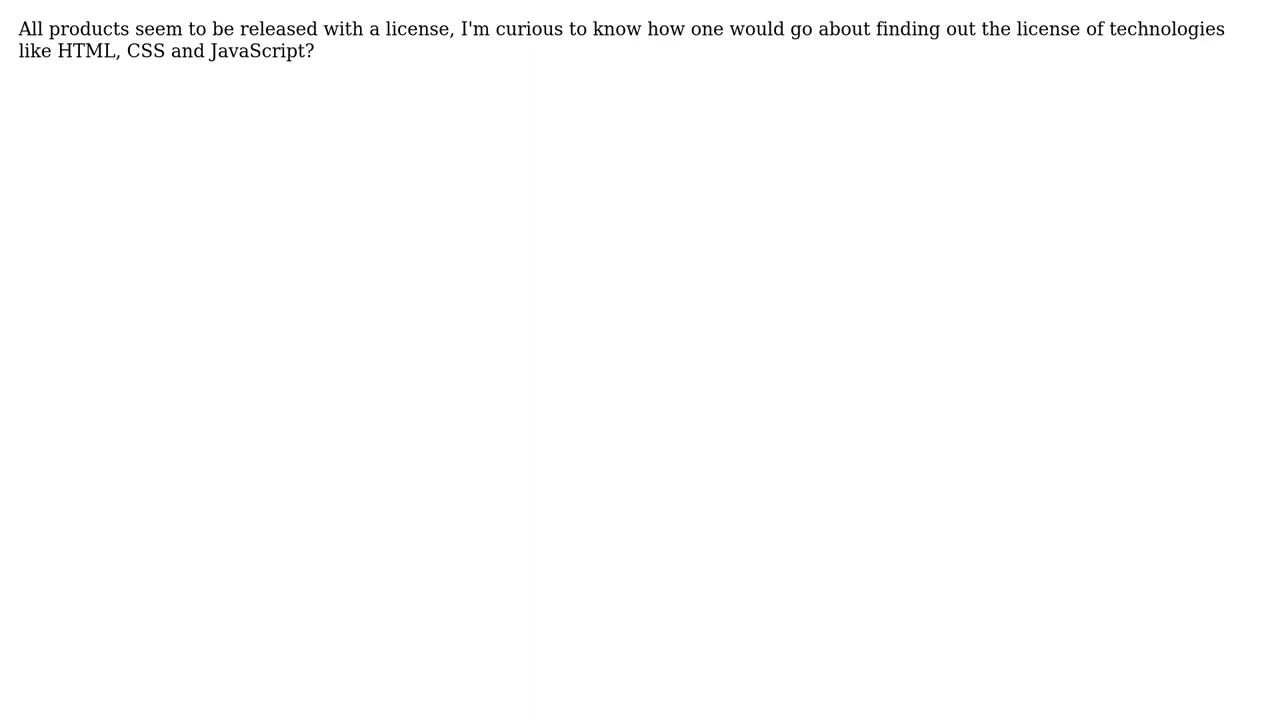 All products seem to be released with a license, I'm curious to know how one would go about finding out the license of technologies
like HTML, CSS and JavaScript?